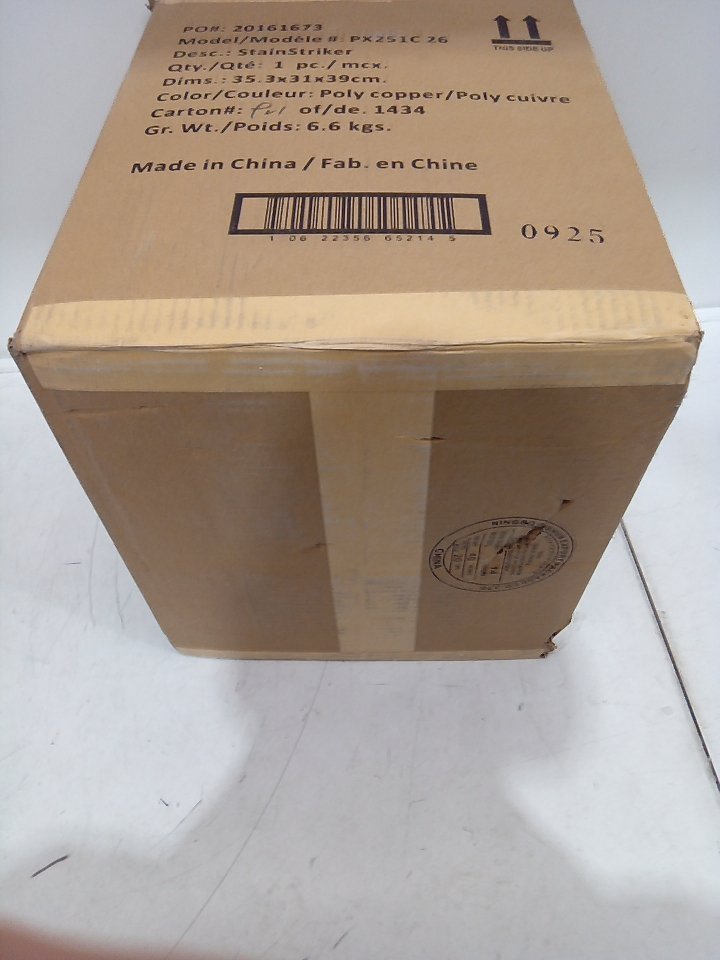 PO#: 20161673
Model/Modèle #: PX251C 26
Desc.: StainStriker
Qty./Qté: 1 pc./ mcx.
Dims.: 35.3x31x39cm.
Color/Couleur: Poly copper/Poly cuivre
Carton#: of/de. 1434
Gr. Wt./Poids: 6.6 kgs.
Made in China / Fab. en Chine
THIS SIDE UP
1 06 22356 65214 5
0925
NINGBO
CHINA